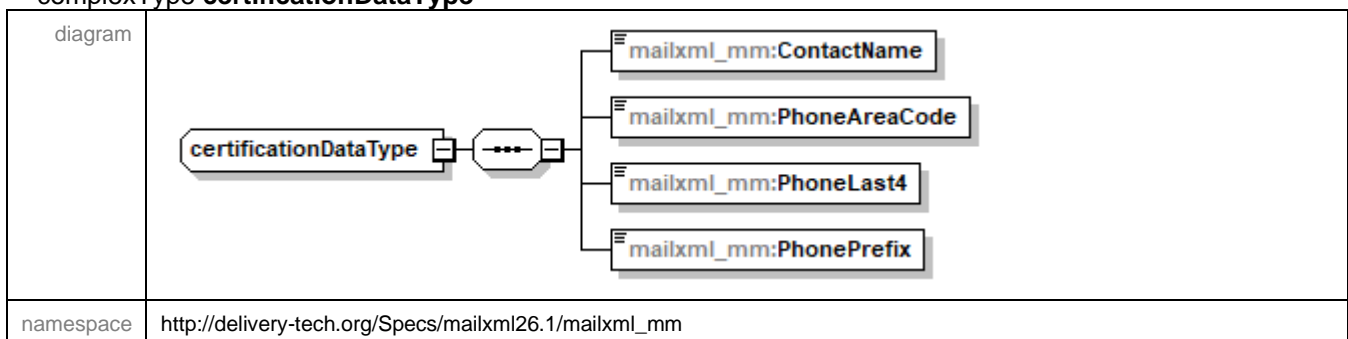 complexType certificationDataType
diagram
mailxml_mm:ContactName
mailxml_mm:PhoneAreaCode
certificationDataType
mailxml_mm:PhoneLast4
mailxml_mm:PhonePrefix
namespace http://delivery-tech.org/Specs/mailxml26.1/mailxml_mm